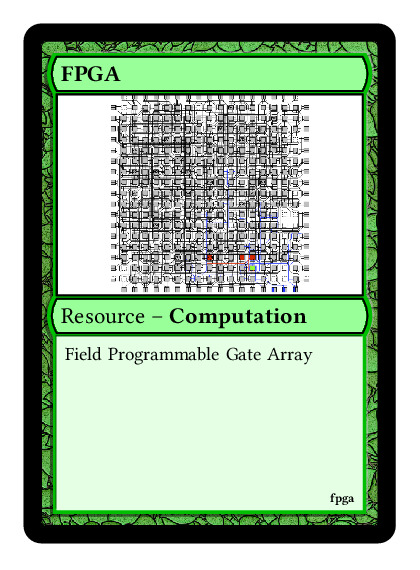 FPGA
Resource – Computation
Field Programmable Gate Array
fpga